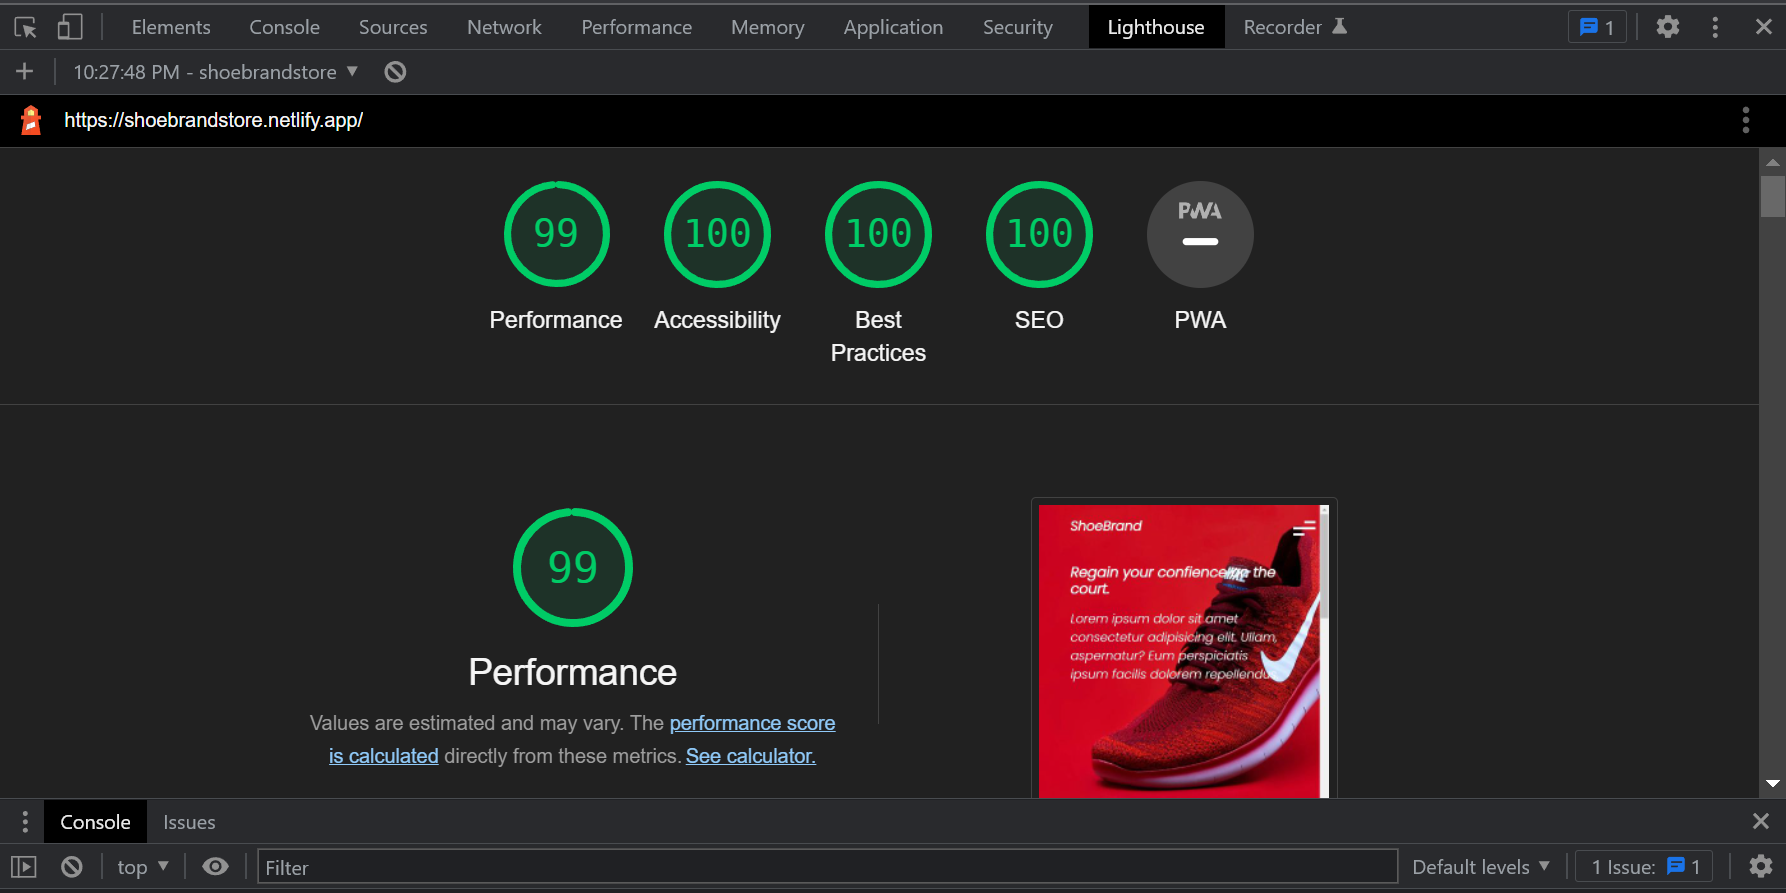 Elements Console Sources Network Performance Memory Application Security Lighthouse Recorder 1
10:27:48 PM - shoebrandstore
https://shoebrandstore.netlify.app/
99 100 100 100 PWA
Performance Accessibility Best Practices SEO PWA
99
Performance
Values are estimated and may vary. The performance score
is calculated directly from these metrics. See calculator.
ShoeBrand
Regain your confience the
court.
Lorem ipsum dolor sit amet
consectetur adipisicing elit. Ullam,
aspernatur? Eum perspiciatis
ipsum facilis dolorem repellendus
Console Issues
top Filter Default levels 1 Issue: 1